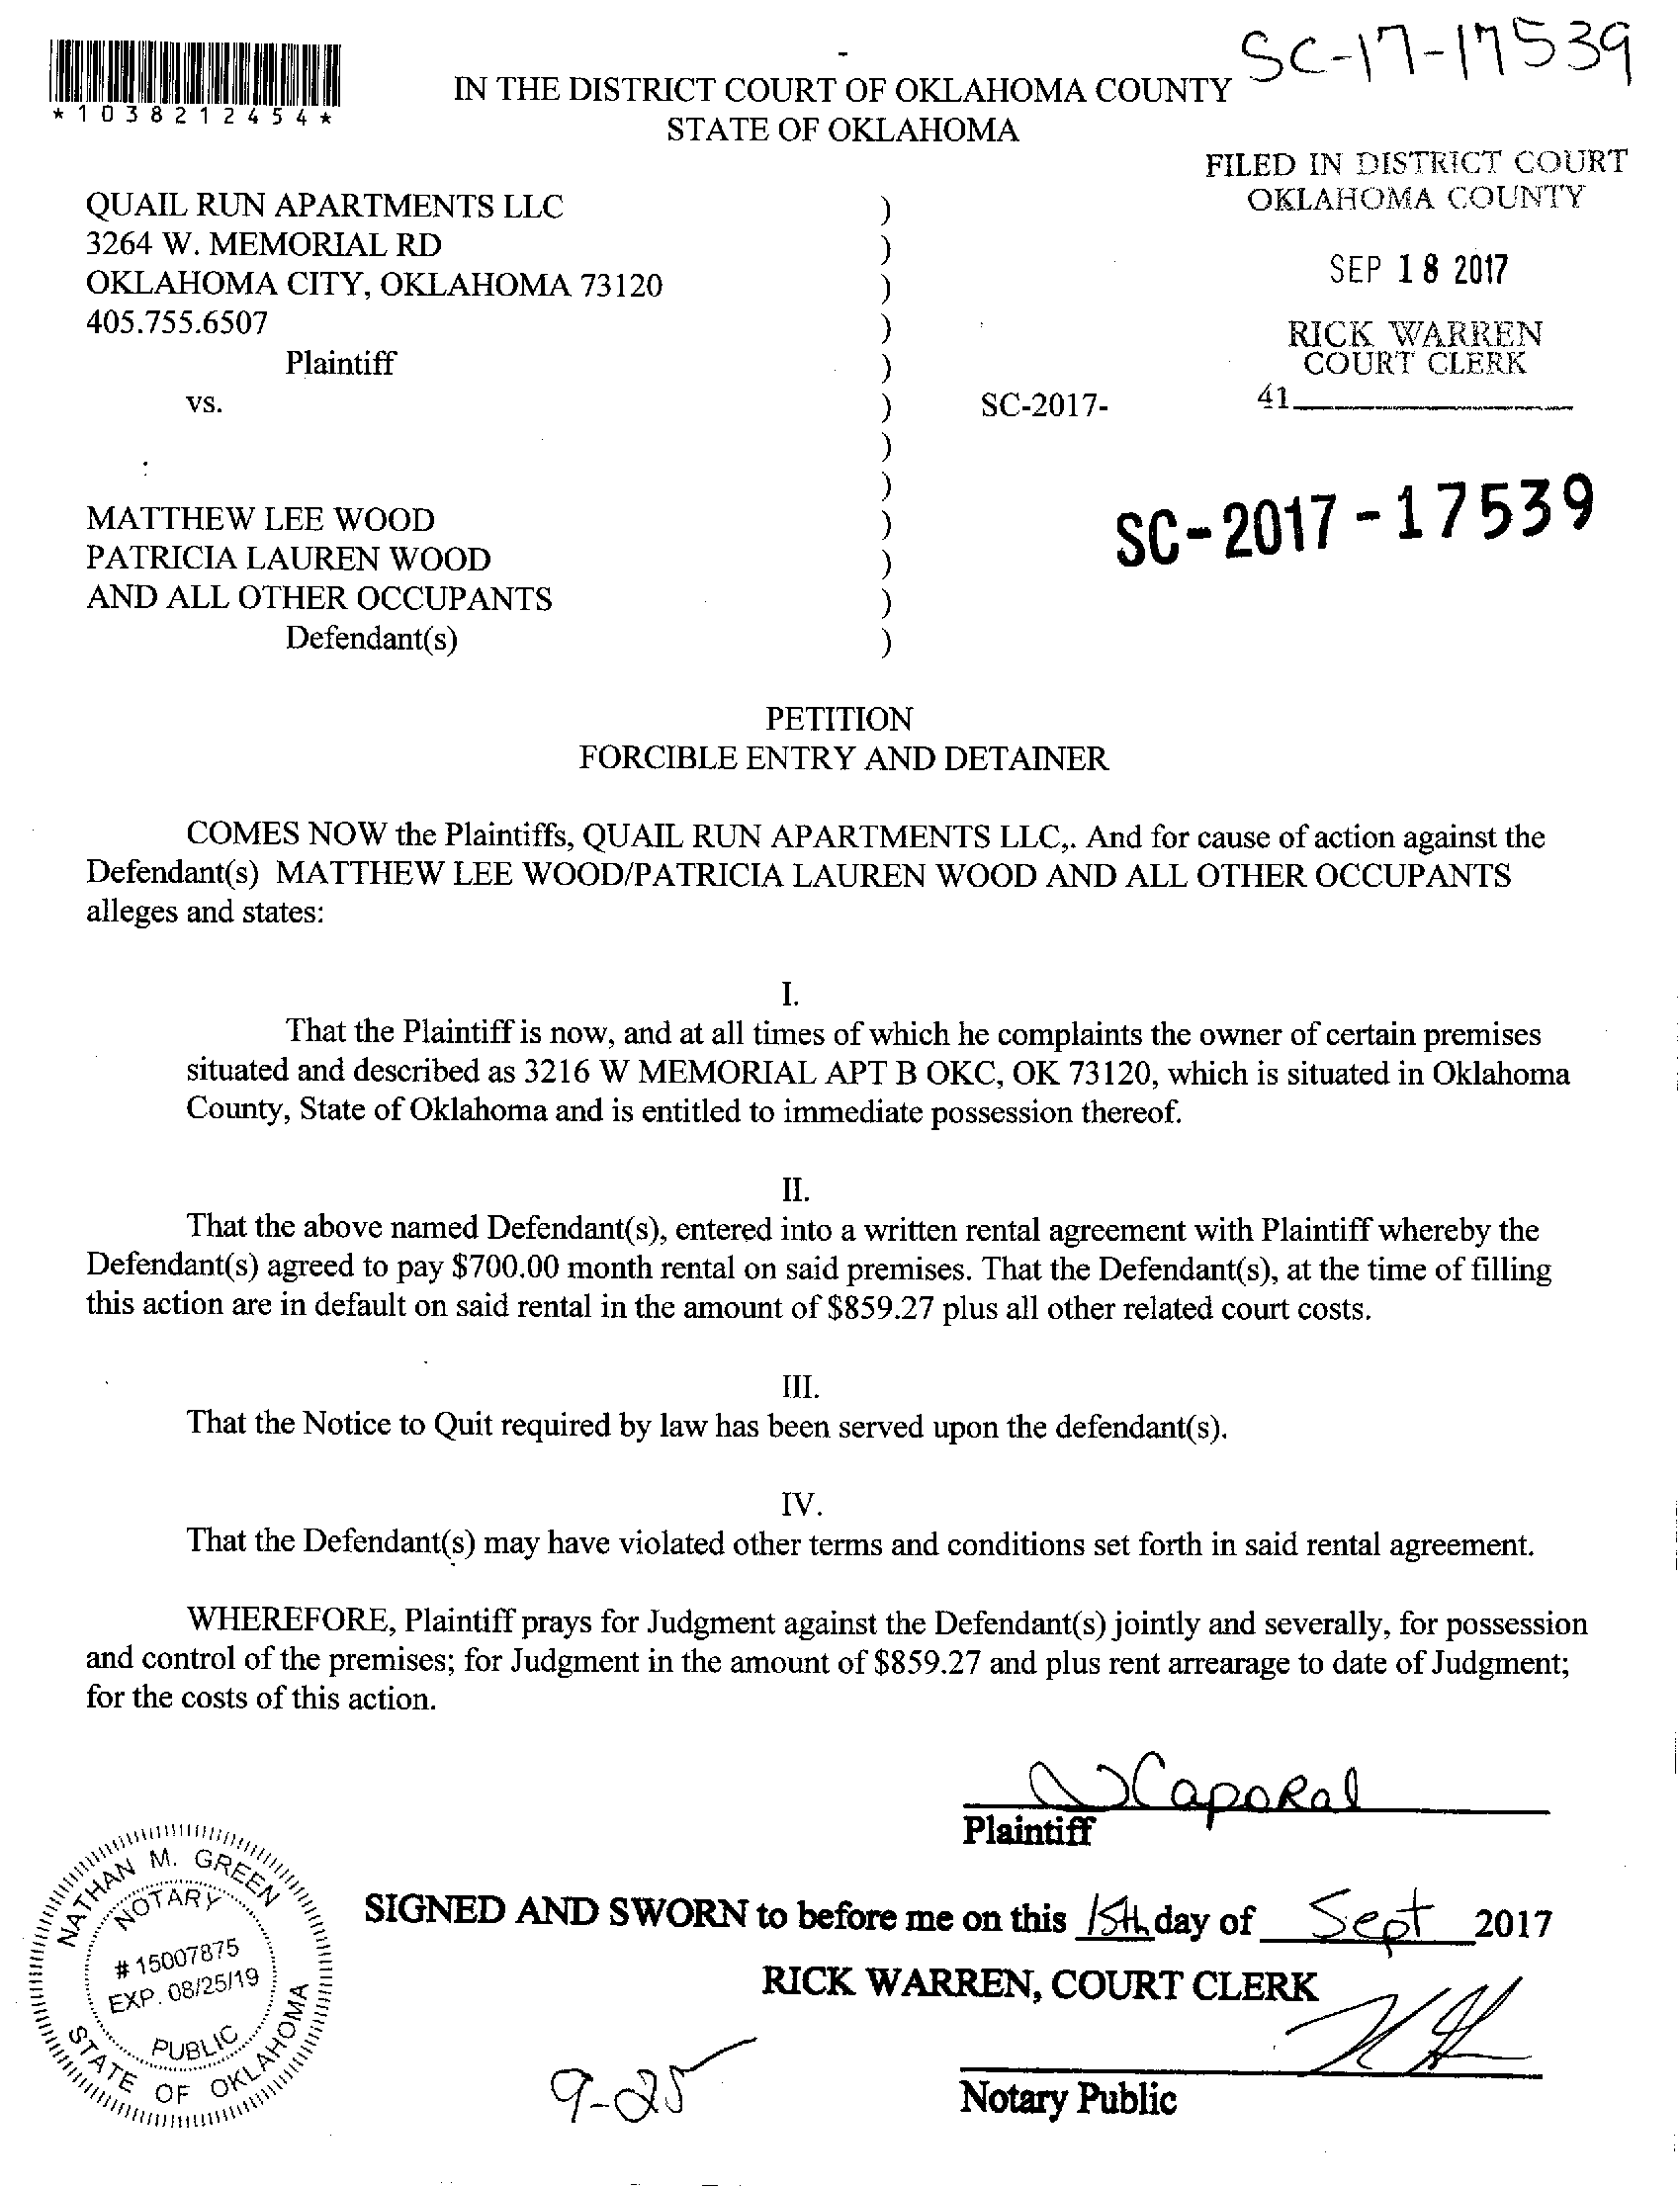 SC-17-17539
*1038212454*
IN THE DISTRICT COURT OF OKLAHOMA COUNTY
STATE OF OKLAHOMA
FILED IN DISTRICT COURT
OKLAHOMA COUNTY
SEP 18 2017
RICK WARREN
COURT CLERK
41
QUAIL RUN APARTMENTS LLC )
3264 W. MEMORIAL RD )
OKLAHOMA CITY, OKLAHOMA 73120 )
405.755.6507 )
Plaintiff )
vs. ) SC-2017-
)
)
SC-2017-17539
MATTHEW LEE WOOD )
PATRICIA LAUREN WOOD )
AND ALL OTHER OCCUPANTS )
Defendant(s) )
PETITION
FORCIBLE ENTRY AND DETAINER
COMES NOW the Plaintiffs, QUAIL RUN APARTMENTS LLC,. And for cause of action against the
Defendant(s) MATTHEW LEE WOOD/PATRICIA LAUREN WOOD AND ALL OTHER OCCUPANTS
alleges and states:
I.
That the Plaintiff is now, and at all times of which he complaints the owner of certain premises
situated and described as 3216 W MEMORIAL APT B OKC, OK 73120, which is situated in Oklahoma
County, State of Oklahoma and is entitled to immediate possession thereof.
II.
That the above named Defendant(s), entered into a written rental agreement with Plaintiff whereby the
Defendant(s) agreed to pay $700.00 month rental on said premises. That the Defendant(s), at the time of filling
this action are in default on said rental in the amount of $859.27 plus all other related court costs.
III.
That the Notice to Quit required by law has been served upon the defendant(s).
IV.
That the Defendant(s) may have violated other terms and conditions set forth in said rental agreement.
WHEREFORE, Plaintiff prays for Judgment against the Defendant(s) jointly and severally, for possession
and control of the premises; for Judgment in the amount of $859.27 and plus rent arrearage to date of Judgment;
for the costs of this action.
Caporal
Plaintiff
NATHAN M. GREEN
NOTARY
# 15007875
EXP. 08/25/19
PUBLIC
STATE OF OKLAHOMA
SIGNED AND SWORN to before me on this 15th day of Sept 2017
RICK WARREN, COURT CLERK
9-25
Notary Public